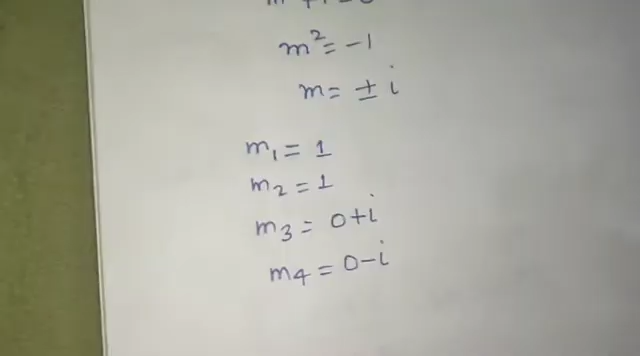 m² = -1
m = ± i
m₁ = 1
m₂ = 1
m₃ = 0+i
m₄ = 0-i